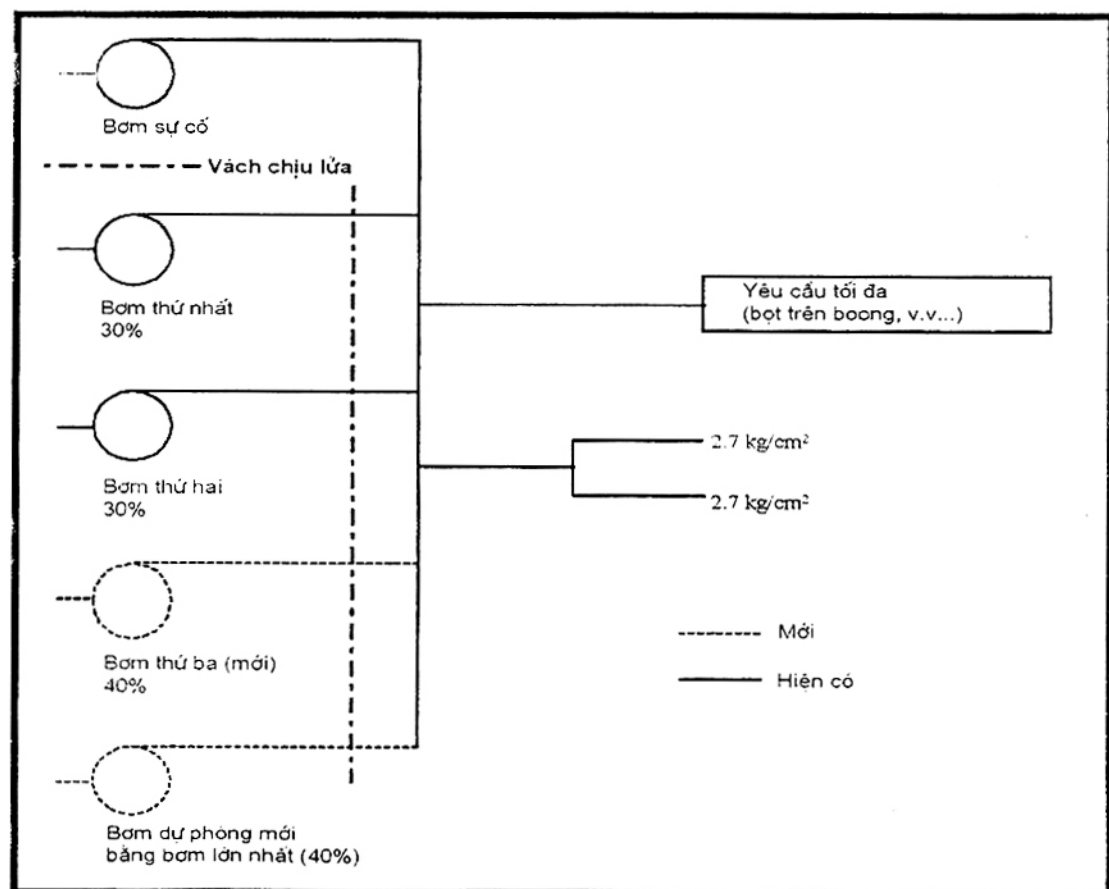 Bơm sự cố
Vách chịu lửa
Bơm thứ nhất
30%
Yêu cầu tối đa
(bọt trên boong, v.v...)
Bơm thứ hai
30%
2.7 kg/cm²
2.7 kg/cm²
Bơm thứ ba (mới)
40%
Mới
Hiện có
Bơm dự phòng mới
bằng bơm lớn nhất (40%)